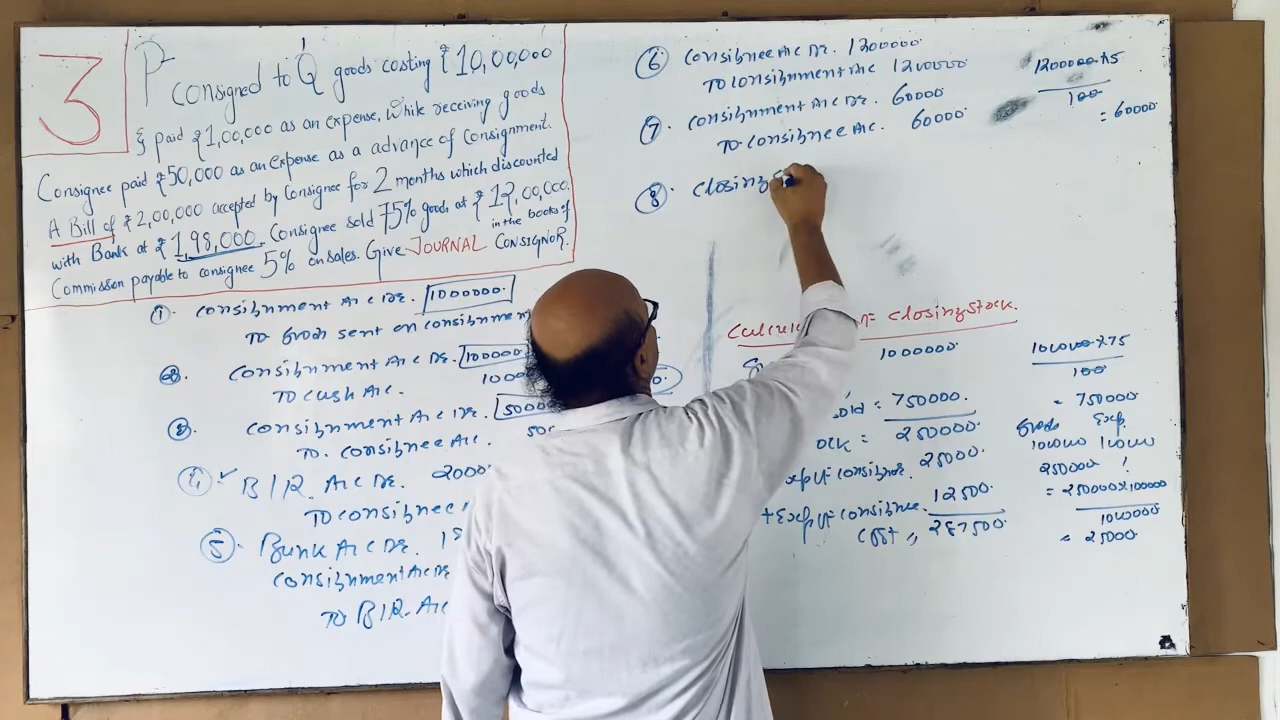 3
P consigned to Q goods costing ₹10,00,000
& paid ₹1,00,000 as an expense, While receiving goods
Consignee paid ₹50,000 as an expense as a advance of Consignment.
A Bill of ₹2,00,000 accepted by Consignee for 2 months which discounted
with Bank at ₹1,98,000. Consignee sold 75% goods at ₹12,00,000.
Commission payable to consignee 5% on sales. Give JOURNAL in the books of CONSIGNOR.
① Consignment A/c Dr. 1000000.
To Goods sent on consignment
②. Consignment A/c Dr. 100000
To cash A/c.
③. Consignment A/c Dr.
To. consignee A/c.
④ ✓ B/R. A/c Dr.
To consignee
⑤. Bank A/c Dr.
consignment A/c Dr
To B/R. A/c
⑥ Consignee A/c Dr. 1200000
To consignment A/c 1200000
⑦. Consignment A/c Dr. 60000
To consignee A/c. 60000
1200000×5
100
= 60000
⑧. Closing
closing stock.
1000000
= 750000.
= 250000
of consignor. 25000.
+ Exp of consignee. 12500.
Cost = 287500
1000000×75
100
= 750000
Goods Exp
1000000 100000
250000 ?
= 250000×100000
1000000
= 25000.